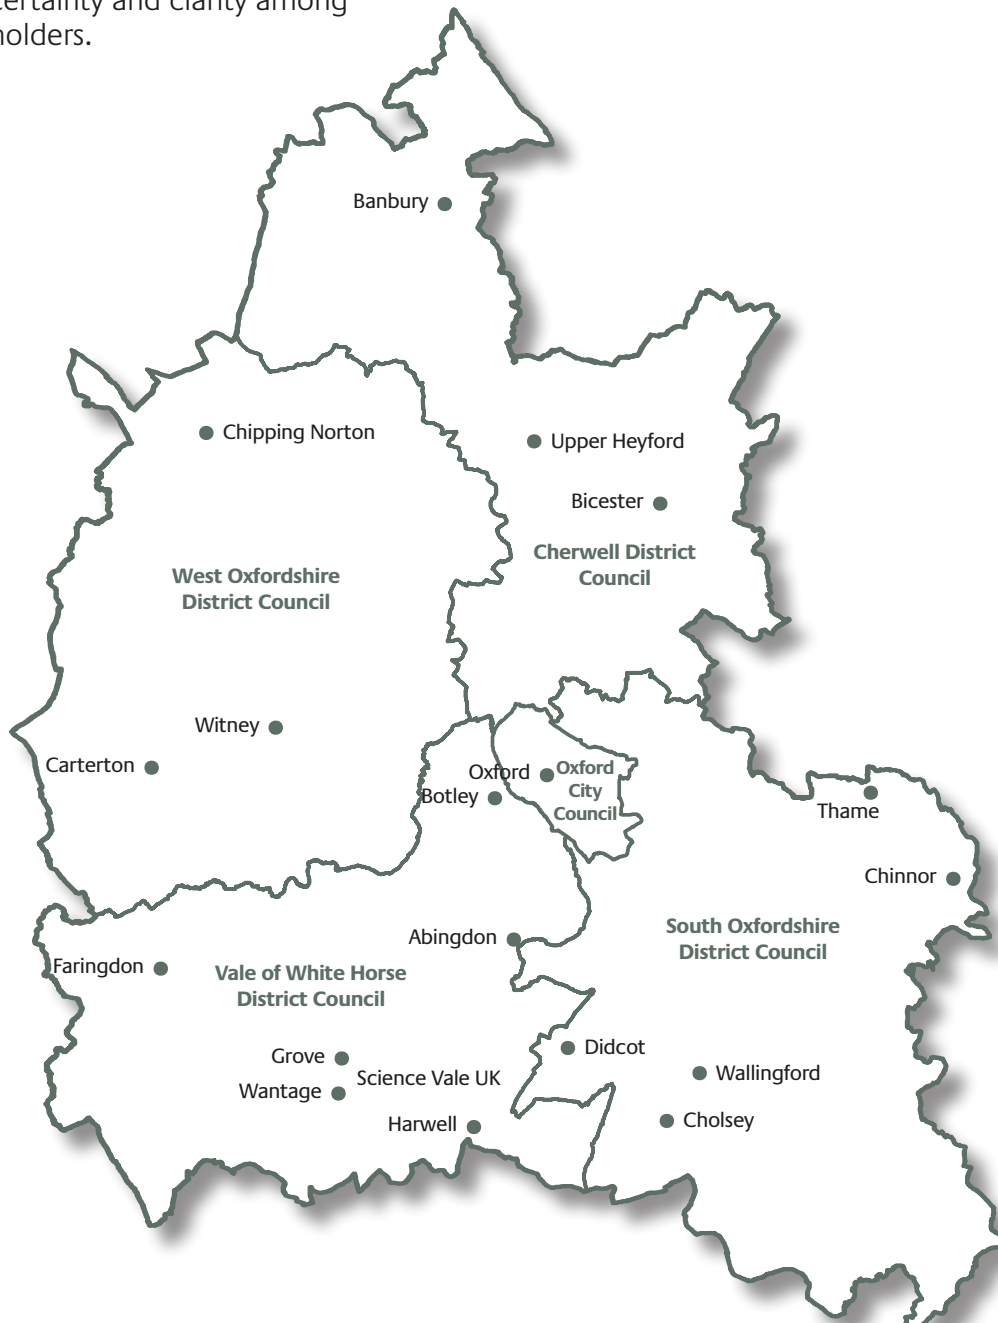 certainty and clarity among
holders.
Banbury
Chipping Norton
Upper Heyford
Bicester
Cherwell District
Council
West Oxfordshire
District Council
Witney
Carterton
Oxford
Oxford
City
Council
Botley
Thame
Chinnor
South Oxfordshire
District Council
Abingdon
Faringdon
Vale of White Horse
District Council
Didcot
Grove
Science Vale UK
Wantage
Wallingford
Harwell
Cholsey